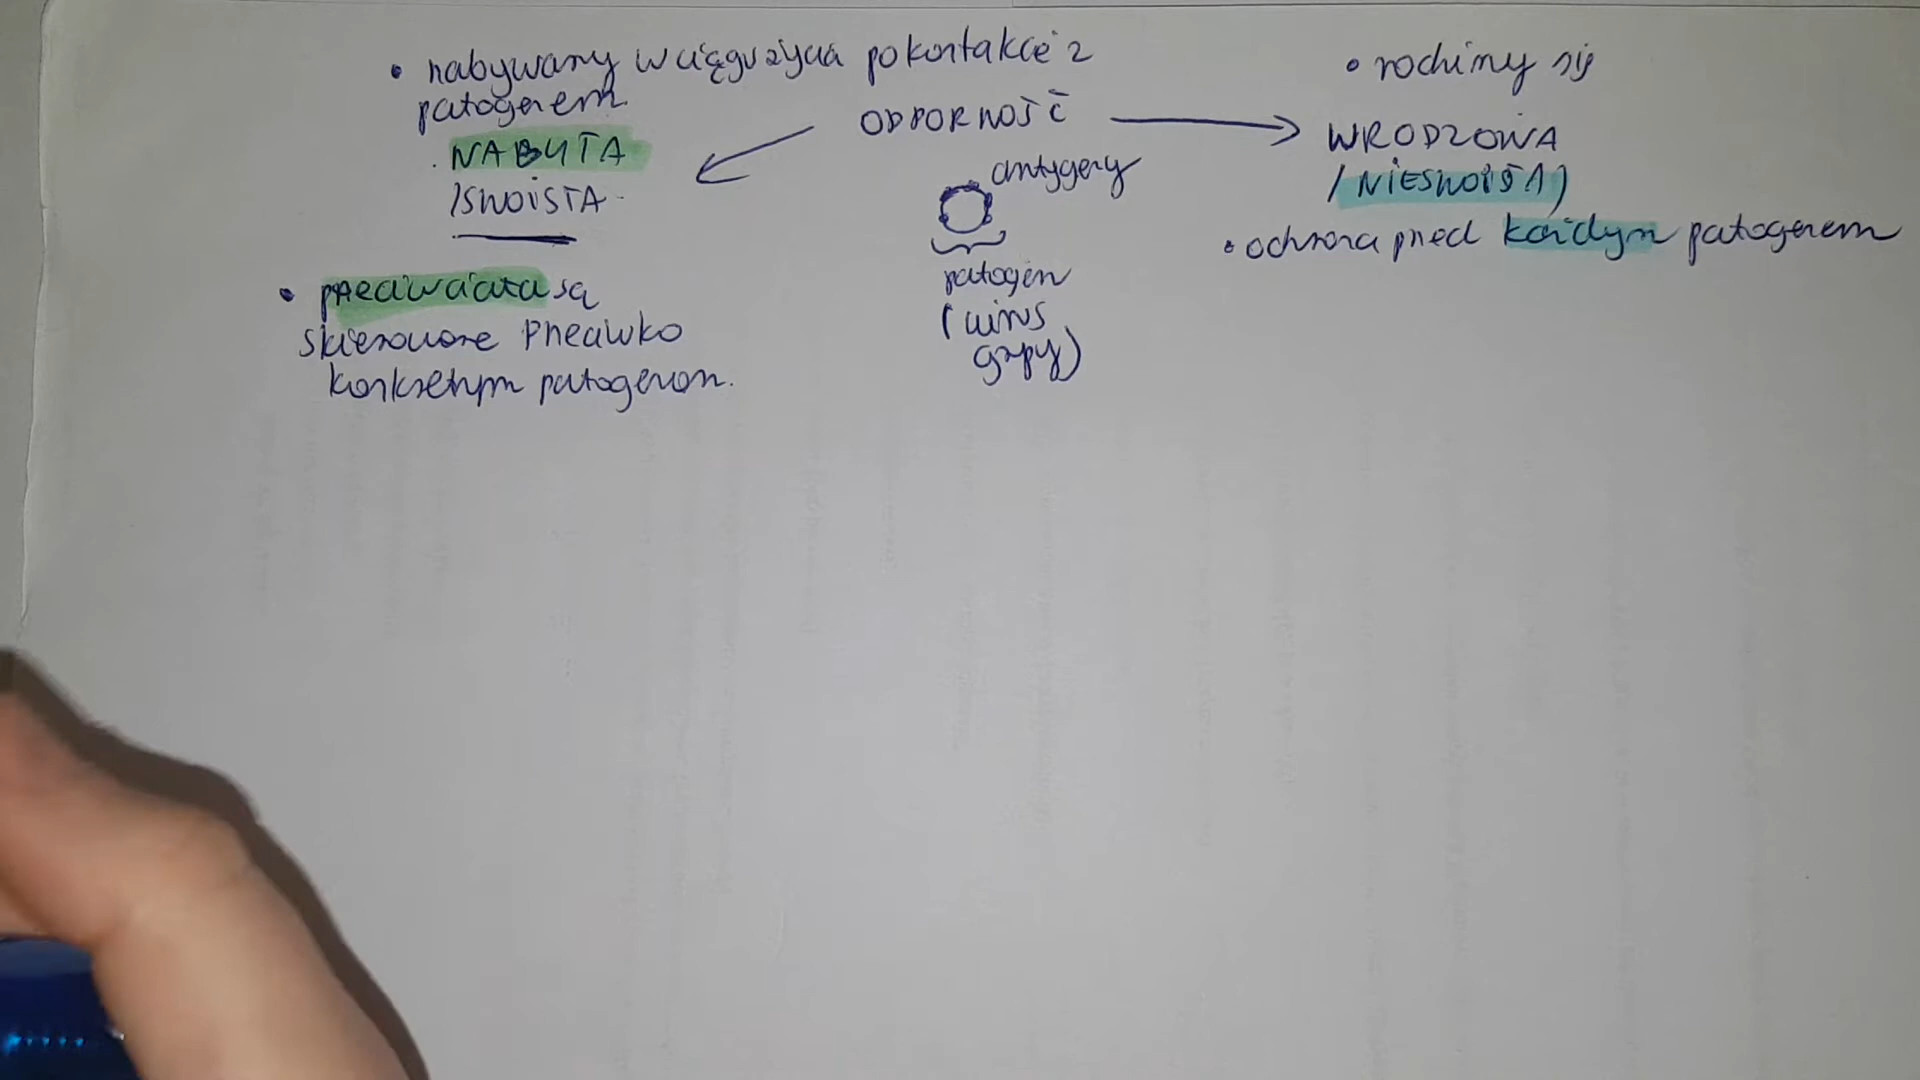 • nabywany w ciągu życia po kontakcie z
patogenem.
NABYTA
/SWOISTA
• przeciwciała są
skierowane przeciwko
konkretnym patogenom.
ODPORNOŚĆ
antygeny
patogen
(wirus
grypy)
• rodzimy się
WRODZONA
/NIESWOISTA)
• ochrona przed każdym patogenem